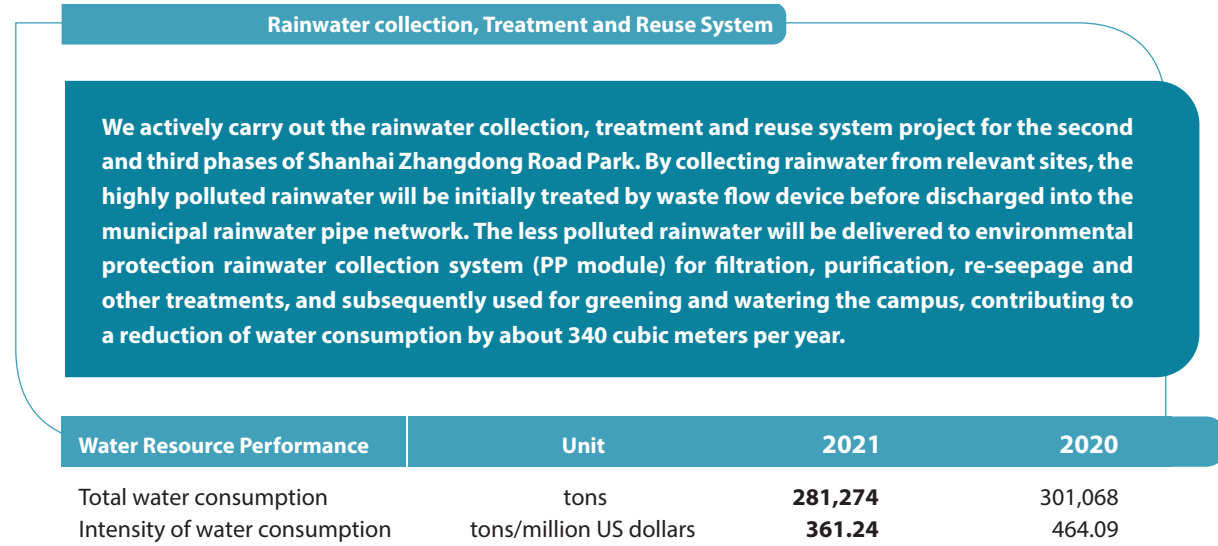 Rainwater collection, Treatment and Reuse System
We actively carry out the rainwater collection, treatment and reuse system project for the second
and third phases of Shanhai Zhangdong Road Park. By collecting rainwater from relevant sites, the
highly polluted rainwater will be initially treated by waste flow device before discharged into the
municipal rainwater pipe network. The less polluted rainwater will be delivered to environmental
protection rainwater collection system (PP module) for filtration, purification, re-seepage and
other treatments, and subsequently used for greening and watering the campus, contributing to
a reduction of water consumption by about 340 cubic meters per year.
Water Resource Performance Unit 2021 2020
Total water consumption tons 281,274 301,068
Intensity of water consumption tons/million US dollars 361.24 464.09